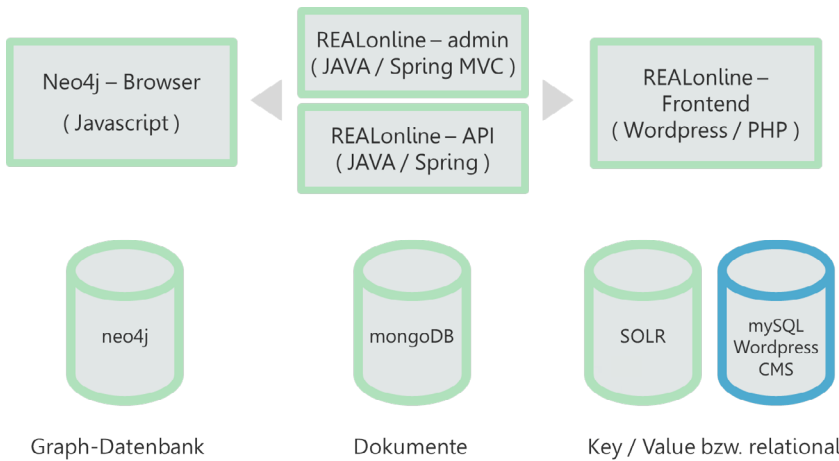 Neo4j – Browser
( Javascript )
REALonline – admin
( JAVA / Spring MVC )
REALonline – API
( JAVA / Spring )
REALonline –
Frontend
( Wordpress / PHP )
neo4j
mongoDB
SOLR
mySQL
Wordpress
CMS
Graph-Datenbank
Dokumente
Key / Value bzw. relational